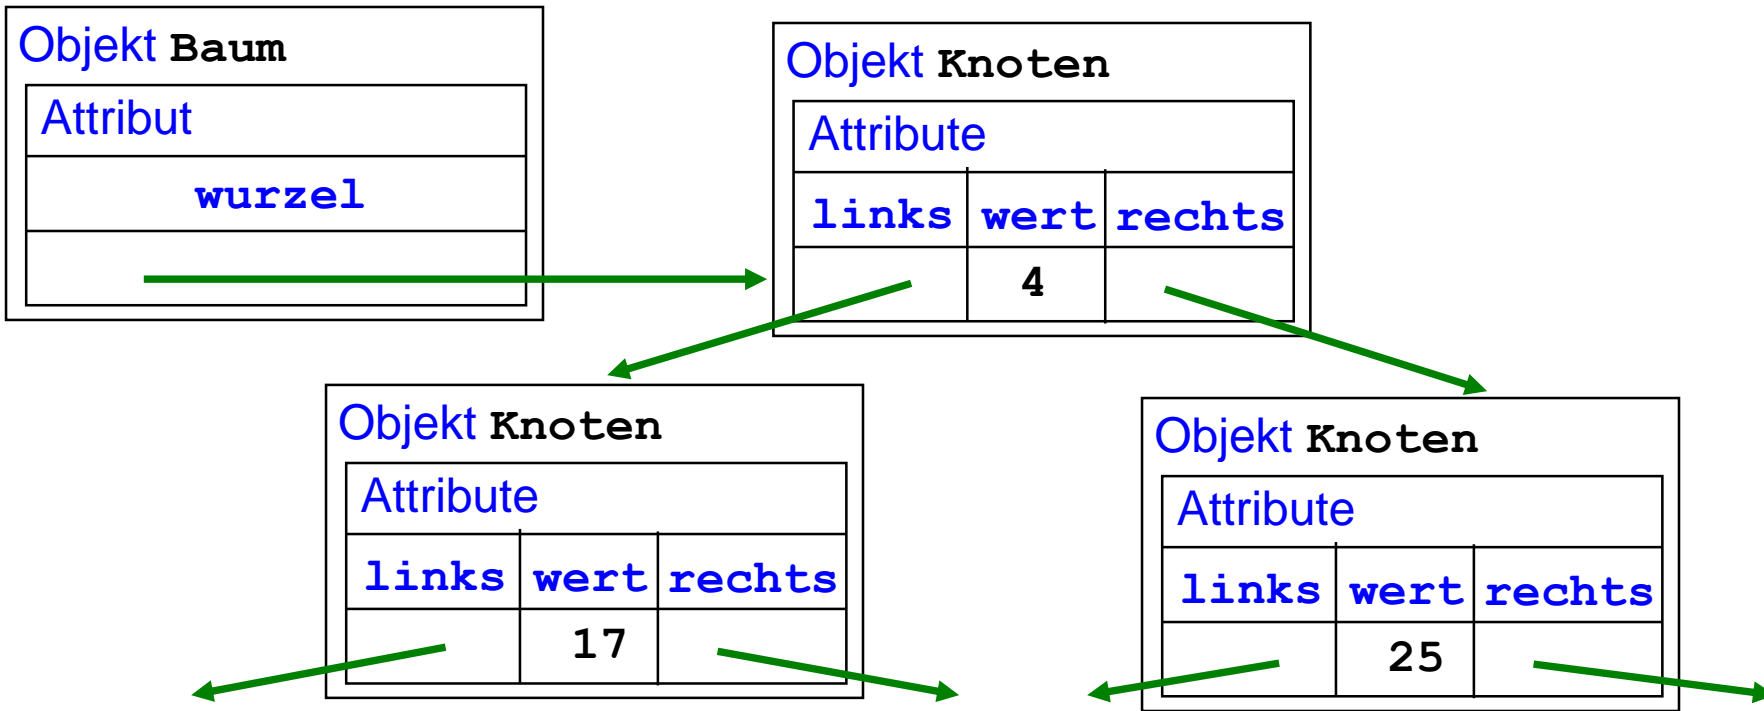 Objekt Baum
Attribut
wurzel
Objekt Knoten
Attribute
links wert rechts
4
Objekt Knoten
Attribute
links wert rechts
17
Objekt Knoten
Attribute
links wert rechts
25